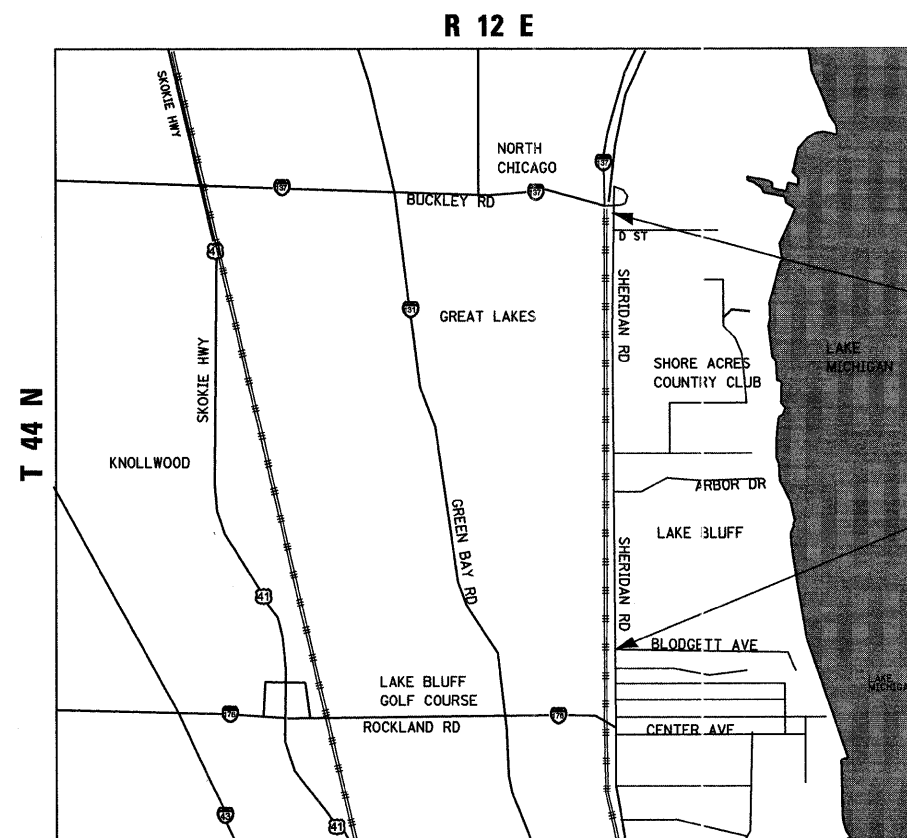 R 12 E
SKOKIE HWY
NORTH
CHICAGO
137
137
137
BUCKLEY RD
D ST
41
SHERIDAN RD
131
GREAT LAKES
LAKE
MICHIGAN
SHORE ACRES
COUNTRY CLUB
SKOKIE HWY
T 44 N
KNOLLWOOD
ARBOR DR
GREEN BAY RD
LAKE BLUFF
SHERIDAN RD
41
BLODGETT AVE
LAKE BLUFF
GOLF COURSE
LAKE
176
176
ROCKLAND RD
CENTER AVE
43
41